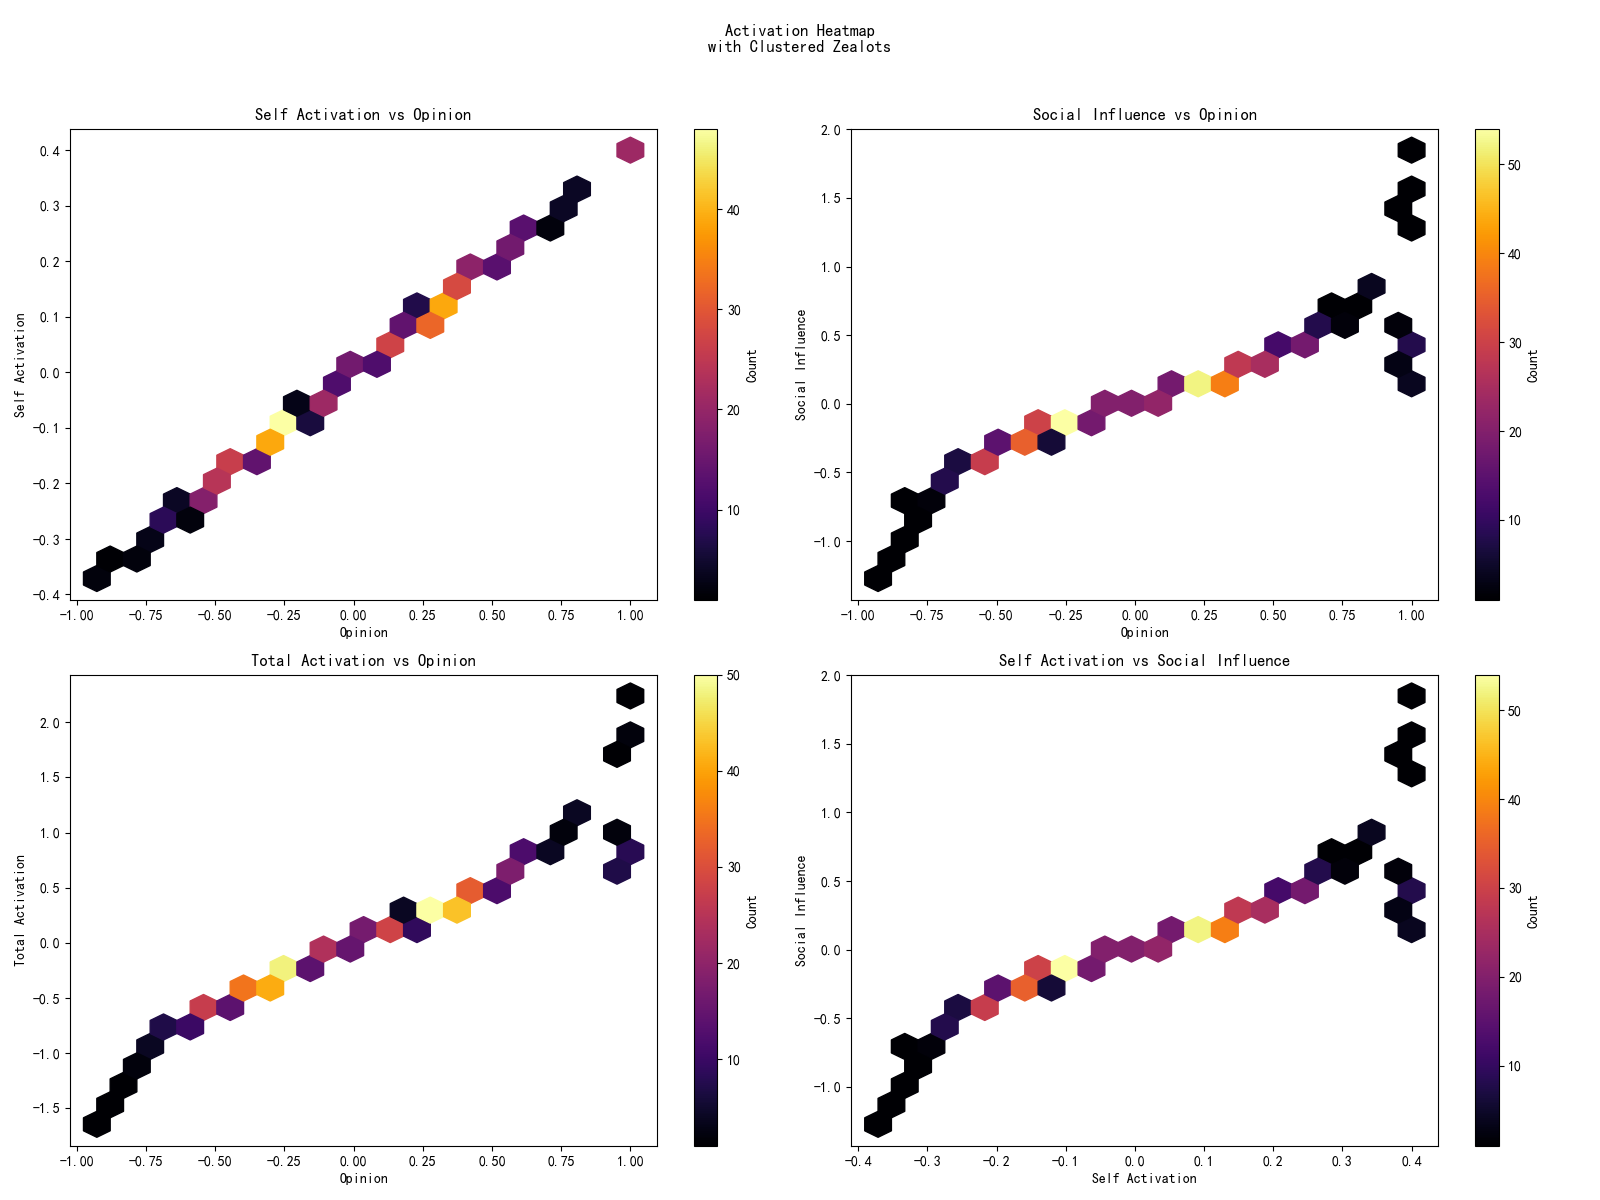 Activation Heatmap
with Clustered Zealots
Self Activation vs Opinion
Self Activation
0.4
0.3
0.2
0.1
0.0
-0.1
-0.2
-0.3
-0.4
-1.00 -0.75 -0.50 -0.25 0.00 0.25 0.50 0.75 1.00
Opinion
40
30
20
10
Count
Social Influence vs Opinion
Social Influence
2.0
1.5
1.0
0.5
0.0
-0.5
-1.0
-1.00 -0.75 -0.50 -0.25 0.00 0.25 0.50 0.75 1.00
Opinion
50
40
30
20
10
Count
Total Activation vs Opinion
Total Activation
2.0
1.5
1.0
0.5
0.0
-0.5
-1.0
-1.5
-1.00 -0.75 -0.50 -0.25 0.00 0.25 0.50 0.75 1.00
Opinion
50
40
30
20
10
Count
Self Activation vs Social Influence
Social Influence
2.0
1.5
1.0
0.5
0.0
-0.5
-1.0
-0.4 -0.3 -0.2 -0.1 0.0 0.1 0.2 0.3 0.4
Self Activation
50
40
30
20
10
Count